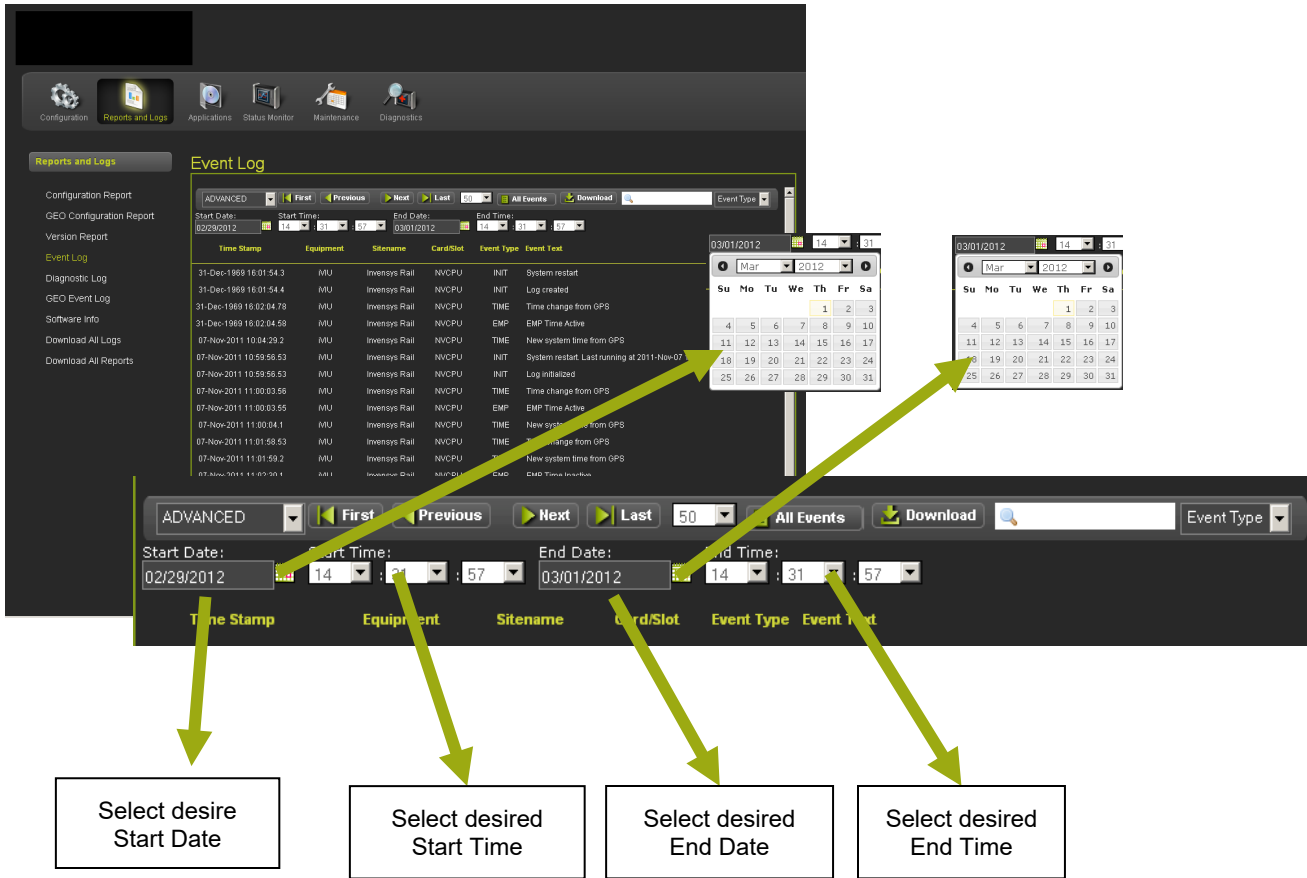 Configuration Reports and Logs Applications Status Monitor Maintenance Diagnostics
Reports and Logs
Configuration Report
GEO Configuration Report
Version Report
Event Log
Diagnostic Log
GEO Event Log
Software Info
Download All Logs
Download All Reports
Event Log
ADVANCED First Previous Next Last 50 All Events Download Event Type
Start Date: Start Time: End Date: End Time:
02/29/2012 14 : 31 : 57 03/01/2012 14 : 31 : 57
Time Stamp Equipment Sitename Card/Slot Event Type Event Text
31-Dec-1969 16:01:54.3 iVIU Invensys Rail NVCPU INIT System restart
31-Dec-1969 16:01:54.4 iVIU Invensys Rail NVCPU INIT Log created
31-Dec-1969 16:02:04.78 iVIU Invensys Rail NVCPU TIME Time change from GPS
31-Dec-1969 16:02:04.58 iVIU Invensys Rail NVCPU EMP EMP Time Active
07-Nov-2011 10:04:29.2 iVIU Invensys Rail NVCPU TIME New system time from GPS
07-Nov-2011 10:59:56.53 iVIU Invensys Rail NVCPU INIT System restart. Last running at 2011-Nov-07
07-Nov-2011 10:59:56.53 iVIU Invensys Rail NVCPU INIT Log initialized
07-Nov-2011 11:00:03.56 iVIU Invensys Rail NVCPU TIME Time change from GPS
07-Nov-2011 11:00:03.55 iVIU Invensys Rail NVCPU EMP EMP Time Active
07-Nov-2011 11:00:04.1 iVIU Invensys Rail NVCPU TIME New system time from GPS
07-Nov-2011 11:01:58.53 iVIU Invensys Rail NVCPU TIME change from GPS
07-Nov-2011 11:01:59.2 iVIU Invensys Rail NVCPU New system time from GPS
07-Nov-2011 11:02:30.1 iVIU Invensys Rail NVCPU EMP EMP Time Inactive
03/01/2012 14 : 31
Mar 2012
Su Mo Tu We Th Fr Sa
1 2 3
4 5 6 7 8 9 10
11 12 13 14 15 16 17
18 19 20 21 22 23 24
25 26 27 28 29 30 31
03/01/2012 14 : 31
Mar 2012
Su Mo Tu We Th Fr Sa
1 2 3
4 5 6 7 8 9 10
11 12 13 14 15 16 17
18 19 20 21 22 23 24
25 26 27 28 29 30 31
ADVANCED First Previous Next Last 50 All Events Download Event Type
Start Date: Start Time: End Date: End Time:
02/29/2012 14 : 31 : 57 03/01/2012 14 : 31 : 57
Time Stamp Equipment Sitename Card/Slot Event Type Event Text
Select desire
Start Date
Select desired
Start Time
Select desired
End Date
Select desired
End Time